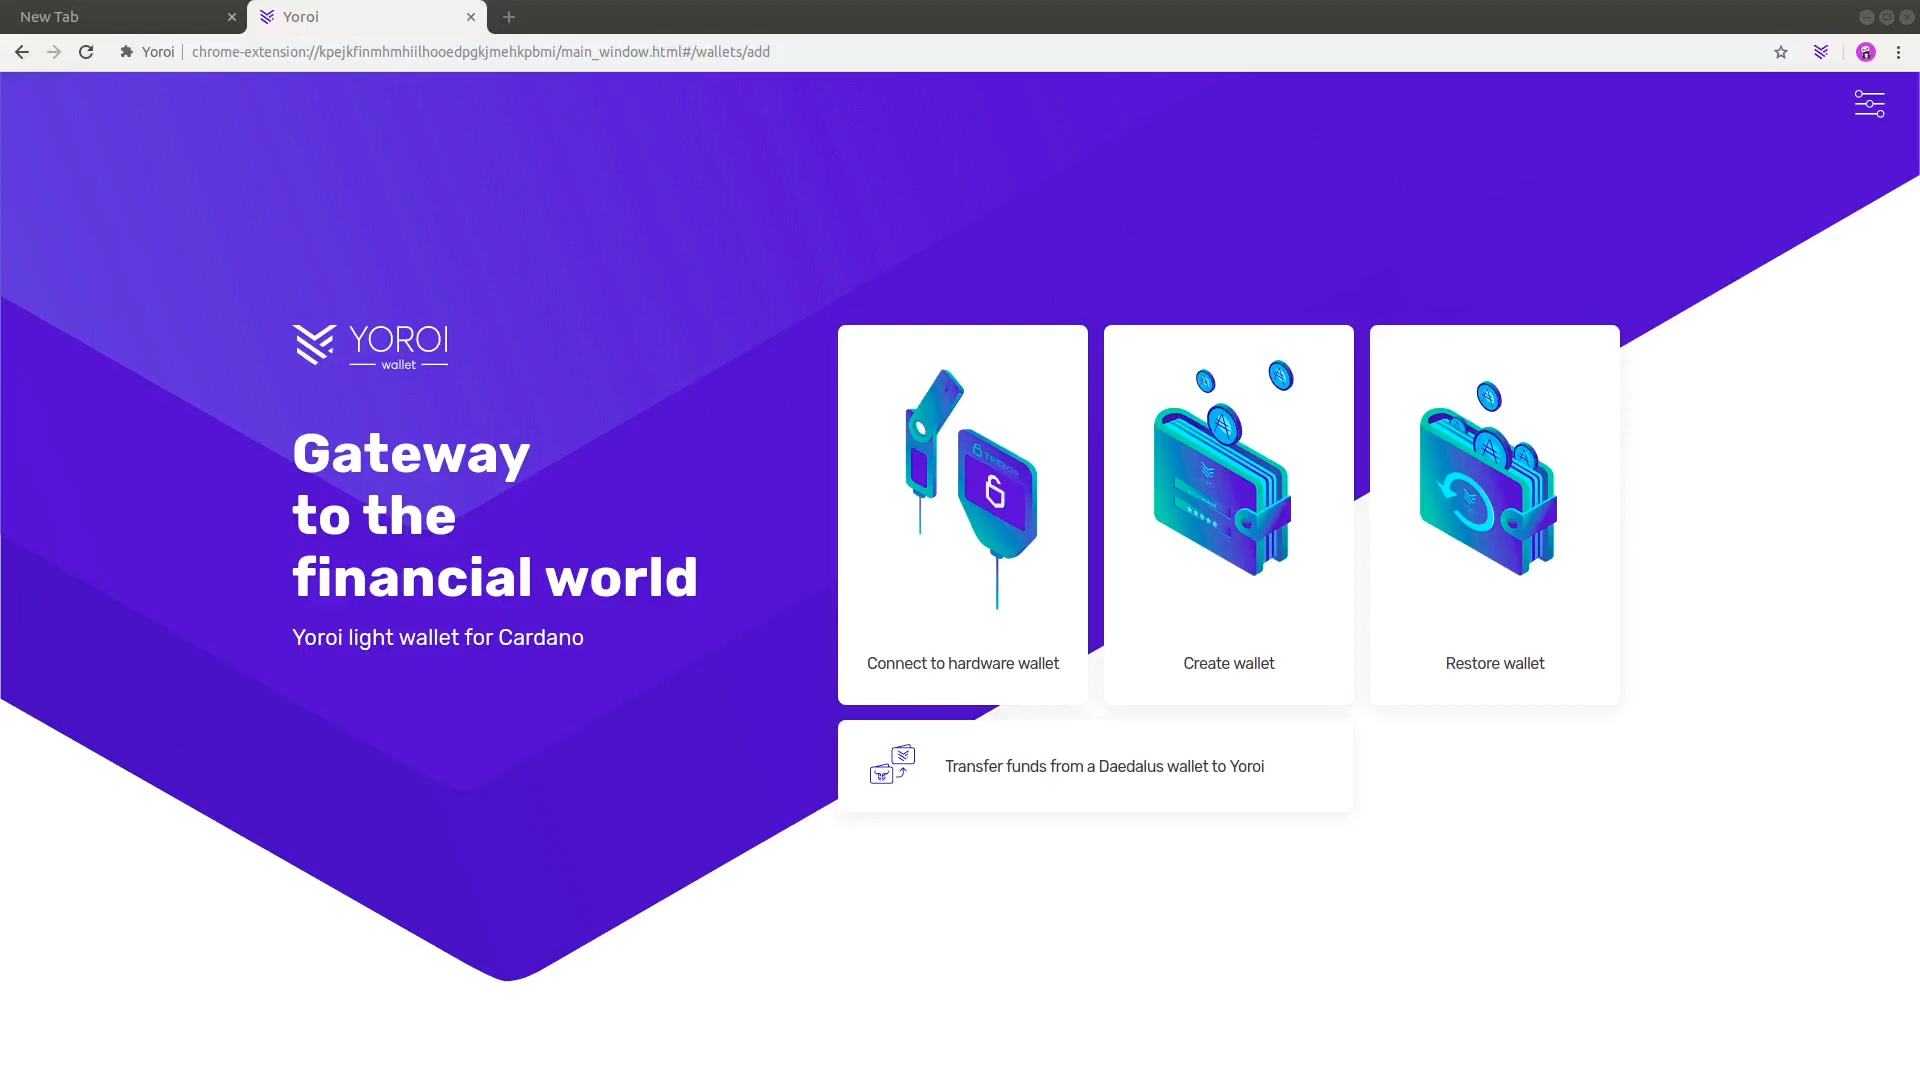 New Tab
Yoroi
Yoroi
chrome-extension://kpejkfinmhmhiilhooedpgkjmehkpbmi/main_window.html#/wallets/add
YOROI
wallet
Gateway
to the
financial world
Yoroi light wallet for Cardano
TREZOR
Connect to hardware wallet
*****
Create wallet
Restore wallet
Transfer funds from a Daedalus wallet to Yoroi